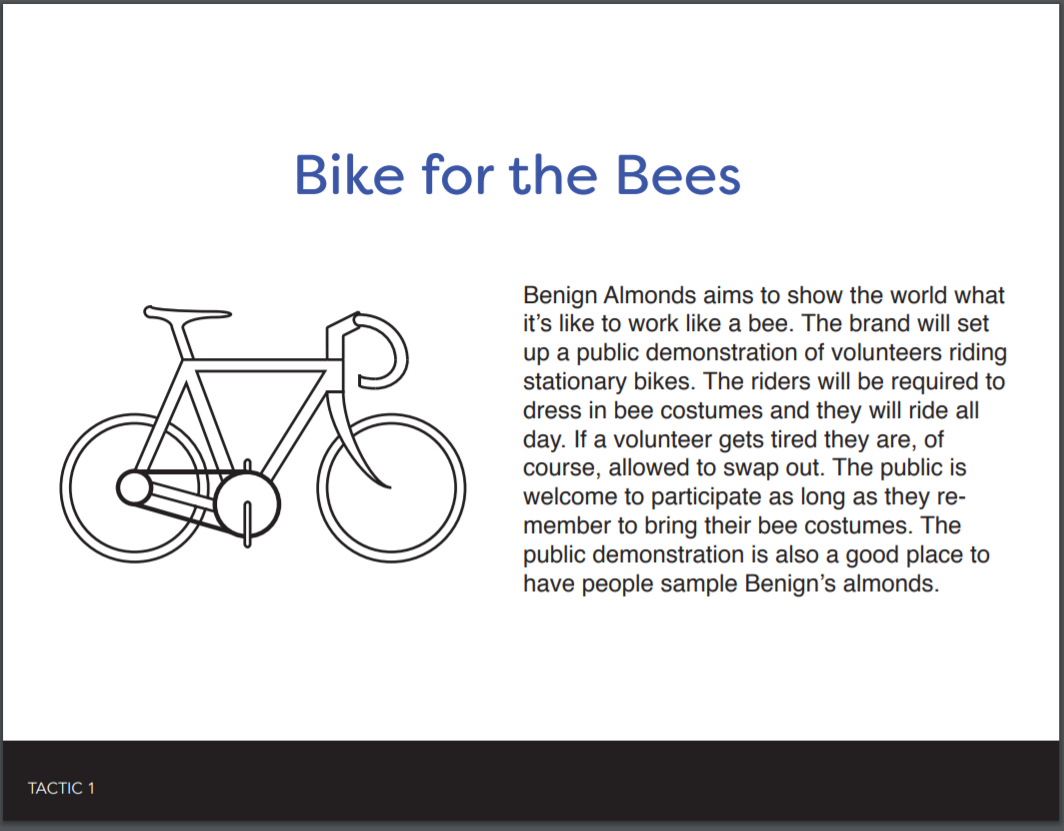 Bike for the Bees
Benign Almonds aims to show the world what
it’s like to work like a bee. The brand will set
up a public demonstration of volunteers riding
stationary bikes. The riders will be required to
dress in bee costumes and they will ride all
day. If a volunteer gets tired they are, of
course, allowed to swap out. The public is
welcome to participate as long as they re-
member to bring their bee costumes. The
public demonstration is also a good place to
have people sample Benign’s almonds.
TACTIC 1